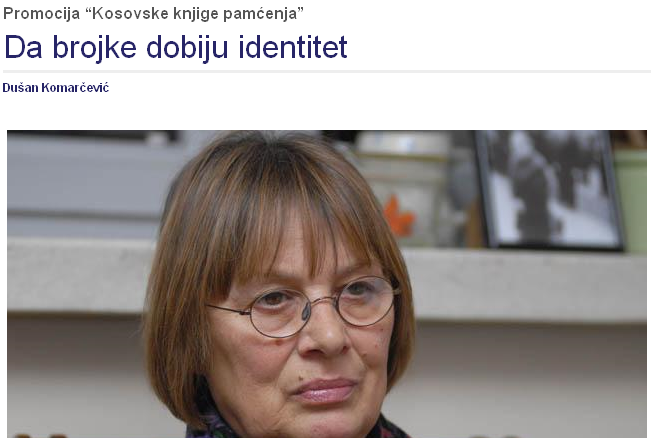 Promocija “Kosovske knjige pamćenja”
Da brojke dobiju identitet
Dušan Komarčević